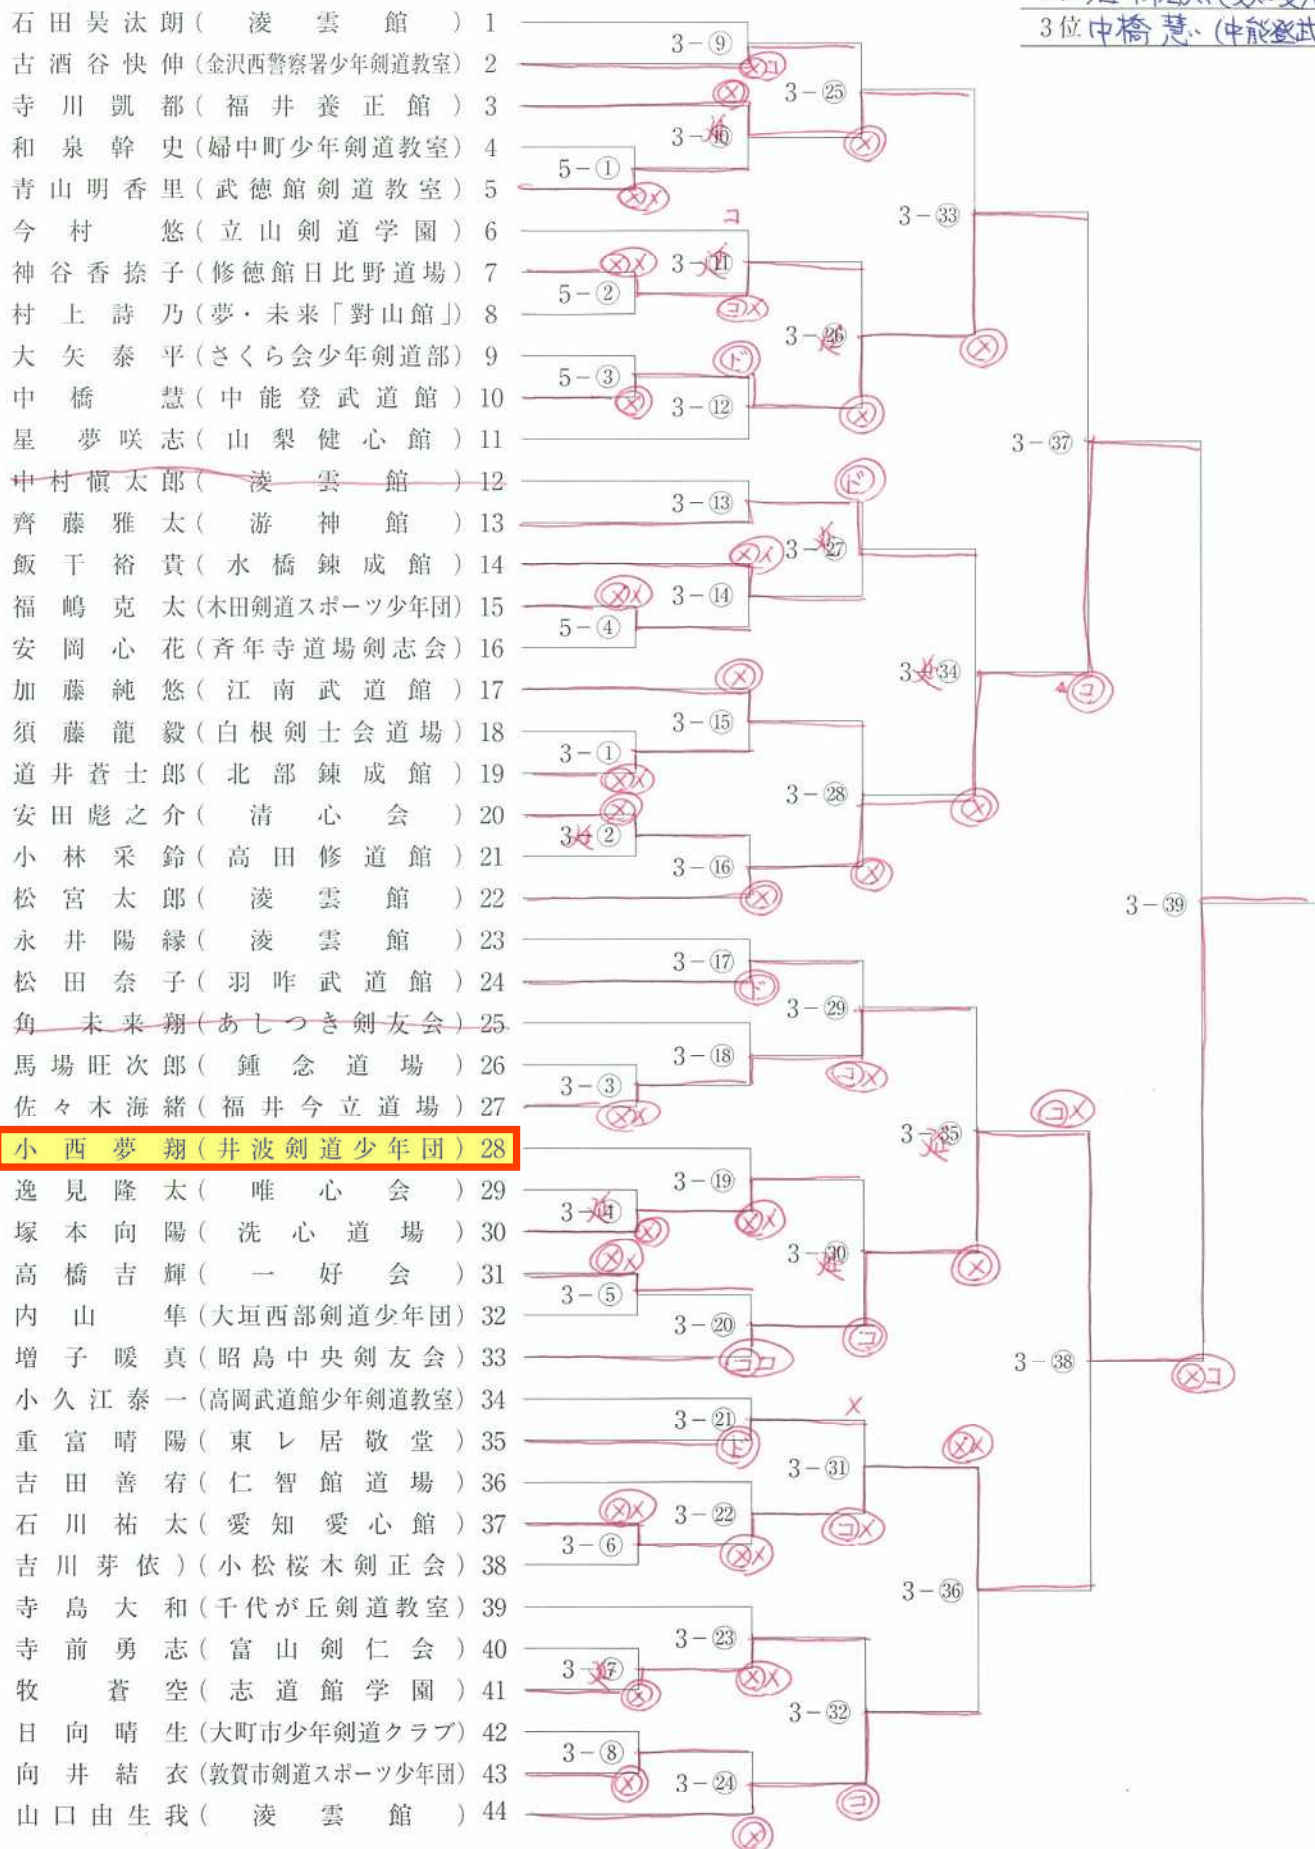 3位 中橋 慧 (中能登武
石田昊汰朗(凌雲館) 1
古酒谷快伸(金沢西警察署少年剣道教室) 2
寺川凱都(福井養正館) 3
和泉幹史(婦中町少年剣道教室) 4
青山明香里(武徳館剣道教室) 5
今村悠(立山剣道学園) 6
神谷香捺子(修徳館日比野道場) 7
村上詩乃(夢・未来「對山館」) 8
大矢泰平(さくら会少年剣道部) 9
中橋慧(中能登武道館) 10
星夢咲志(山梨健心館) 11
中村愼太郎(凌雲館) 12
齊藤雅太(游神館) 13
飯干裕貴(水橋錬成館) 14
福嶋克太(木田剣道スポーツ少年団) 15
安岡心花(斉年寺道場剣志会) 16
加藤純悠(江南武道館) 17
須藤龍毅(白根剣士会道場) 18
道井蒼士郎(北部錬成館) 19
安田彪之介(清心会) 20
小林采鈴(高田修道館) 21
松宮太郎(凌雲館) 22
永井陽縁(凌雲館) 23
松田奈子(羽咋武道館) 24
角未来翔(あしつき剣友会) 25
馬場旺次郎(鍾念道場) 26
佐々木海緒(福井今立道場) 27
小西夢翔(井波剣道少年団) 28
逸見隆太(唯心会) 29
塚本向陽(洗心道場) 30
高橋吉輝(一好会) 31
内山隼(大垣西部剣道少年団) 32
増子暖真(昭島中央剣友会) 33
小久江泰一(高岡武道館少年剣道教室) 34
重富晴陽(東レ居敬堂) 35
吉田善宥(仁智館道場) 36
石川祐太(愛知愛心館) 37
吉川芽依)(小松桜木剣正会) 38
寺島大和(千代が丘剣道教室) 39
寺前勇志(富山剣仁会) 40
牧蒼空(志道館学園) 41
日向晴生(大町市少年剣道クラブ) 42
向井結衣(敦賀市剣道スポーツ少年団) 43
山口由生我(凌雲館) 44
5-①
5-②
5-③
5-④
3-①
3-②
3-③
3-④
3-⑤
3-⑥
3-⑦
3-⑧
3-⑨
3-⑩
3-⑪
3-⑫
3-⑬
3-⑭
3-⑮
3-⑯
3-⑰
3-⑱
3-⑲
3-⑳
3-㉑
3-㉒
3-㉓
3-㉔
3-㉕
3-㉖
3-㉗
3-㉘
3-㉙
3-㉚
3-㉛
3-㉜
3-㉝
3-㉞
3-㉟
3-㊱
3-㊲
3-㊳
3-㊴